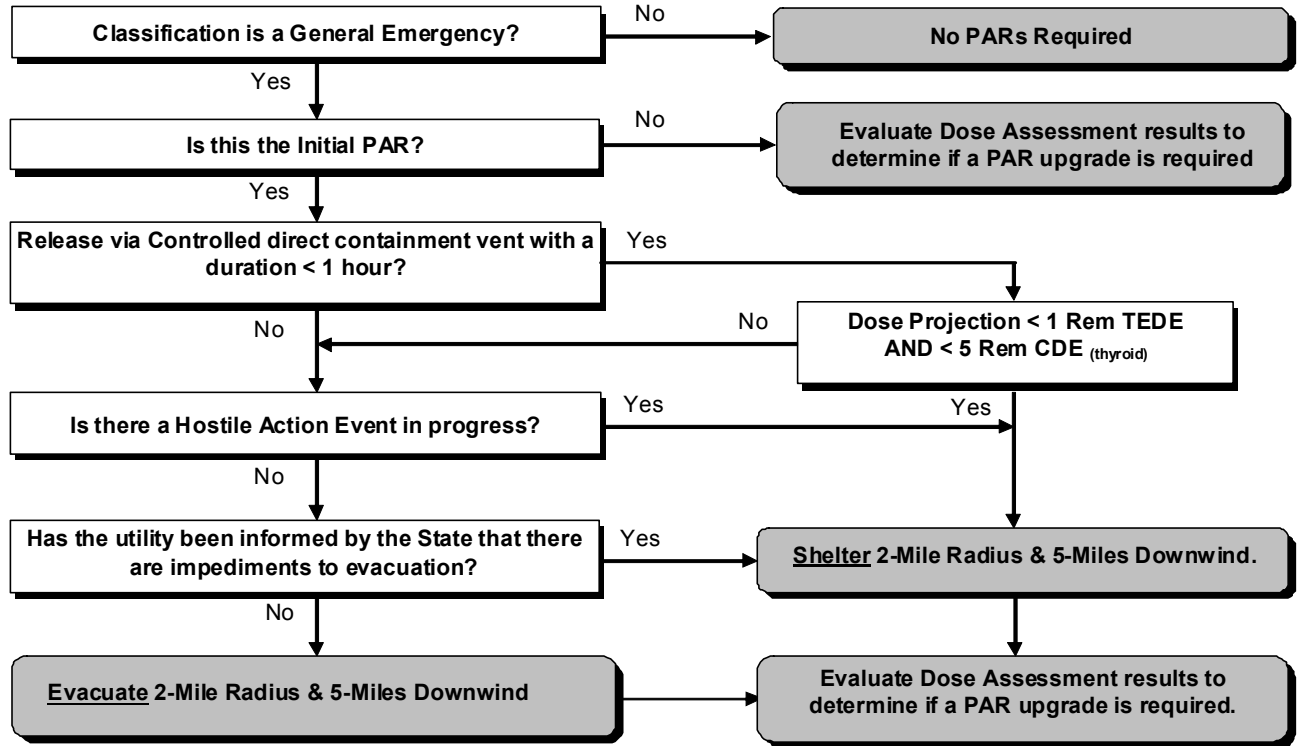 Classification is a General Emergency?
No
No PARs Required
Yes
Is this the Initial PAR?
No
Evaluate Dose Assessment results to
determine if a PAR upgrade is required
Yes
Release via Controlled direct containment vent with a
duration < 1 hour?
Yes
No
Dose Projection < 1 Rem TEDE
AND < 5 Rem CDE (thyroid)
No
Yes
Is there a Hostile Action Event in progress?
Yes
No
Has the utility been informed by the State that there
are impediments to evacuation?
Yes
Shelter 2-Mile Radius & 5-Miles Downwind.
No
Evacuate 2-Mile Radius & 5-Miles Downwind
Evaluate Dose Assessment results to
determine if a PAR upgrade is required.